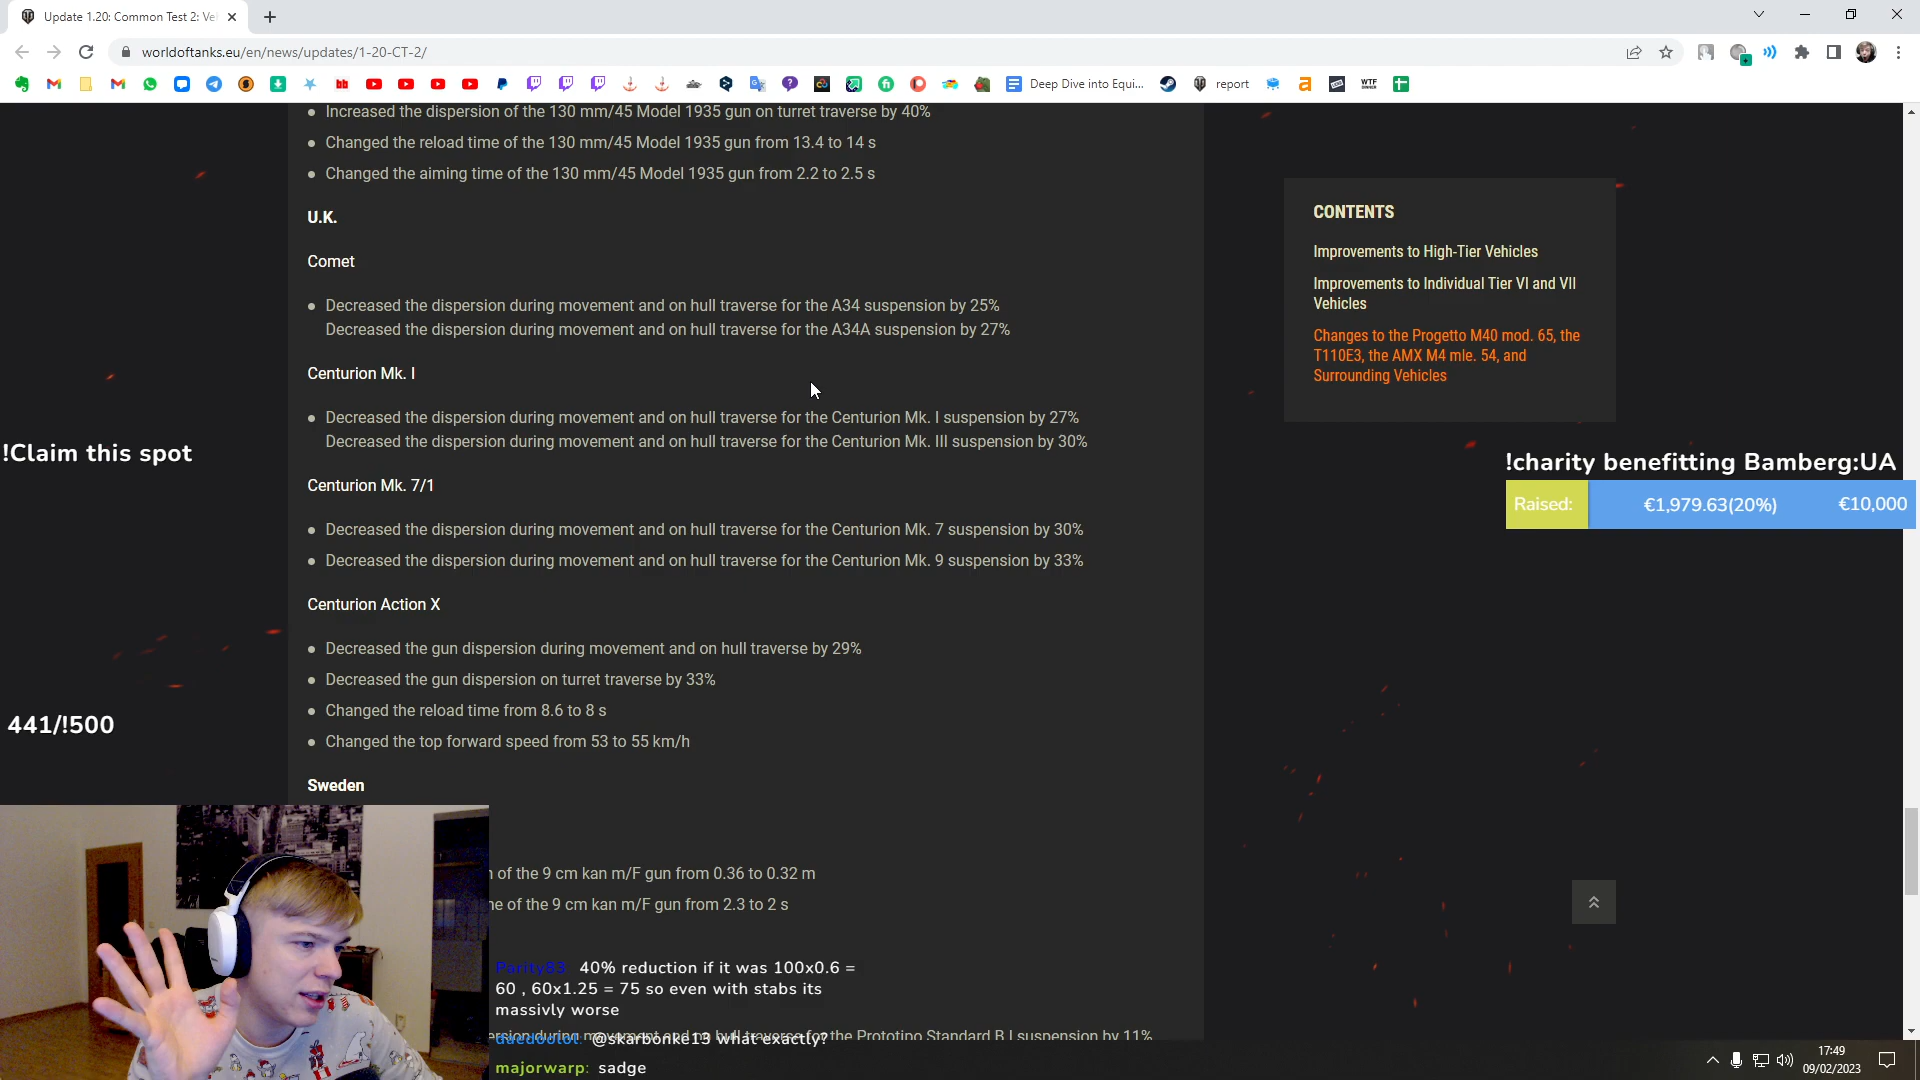 Update 1.20: Common Test 2: Ve
worldoftanks.eu/en/news/updates/1-20-CT-2/
Deep Dive into Equi...
report
Increased the dispersion of the 130 mm/45 Model 1935 gun on turret traverse by 40%
Changed the reload time of the 130 mm/45 Model 1935 gun from 13.4 to 14 s
Changed the aiming time of the 130 mm/45 Model 1935 gun from 2.2 to 2.5 s
U.K.
Comet
Decreased the dispersion during movement and on hull traverse for the A34 suspension by 25%
Decreased the dispersion during movement and on hull traverse for the A34A suspension by 27%
Centurion Mk. I
Decreased the dispersion during movement and on hull traverse for the Centurion Mk. I suspension by 27%
Decreased the dispersion during movement and on hull traverse for the Centurion Mk. III suspension by 30%
Centurion Mk. 7/1
Decreased the dispersion during movement and on hull traverse for the Centurion Mk. 7 suspension by 30%
Decreased the dispersion during movement and on hull traverse for the Centurion Mk. 9 suspension by 33%
Centurion Action X
Decreased the gun dispersion during movement and on hull traverse by 29%
Decreased the gun dispersion on turret traverse by 33%
Changed the reload time from 8.6 to 8 s
Changed the top forward speed from 53 to 55 km/h
Sweden
of the 9 cm kan m/F gun from 0.36 to 0.32 m
of the 9 cm kan m/F gun from 2.3 to 2 s
during movement and on hull traverse for the Prototipo Standard B I suspension by 11%
CONTENTS
Improvements to High-Tier Vehicles
Improvements to Individual Tier VI and VII
Vehicles
Changes to the Progetto M40 mod. 65, the
T110E3, the AMX M4 mle. 54, and
Surrounding Vehicles
!Claim this spot
!charity benefitting Bamberg:UA
Raised: €1,979.63(20%) €10,000
441/!500
Parity83: 40% reduction if it was 100x0.6 =
60 , 60x1.25 = 75 so even with stabs its
massivly worse
@skarbonke13 what exactly?
majorwarp: sadge
17:49
09/02/2023